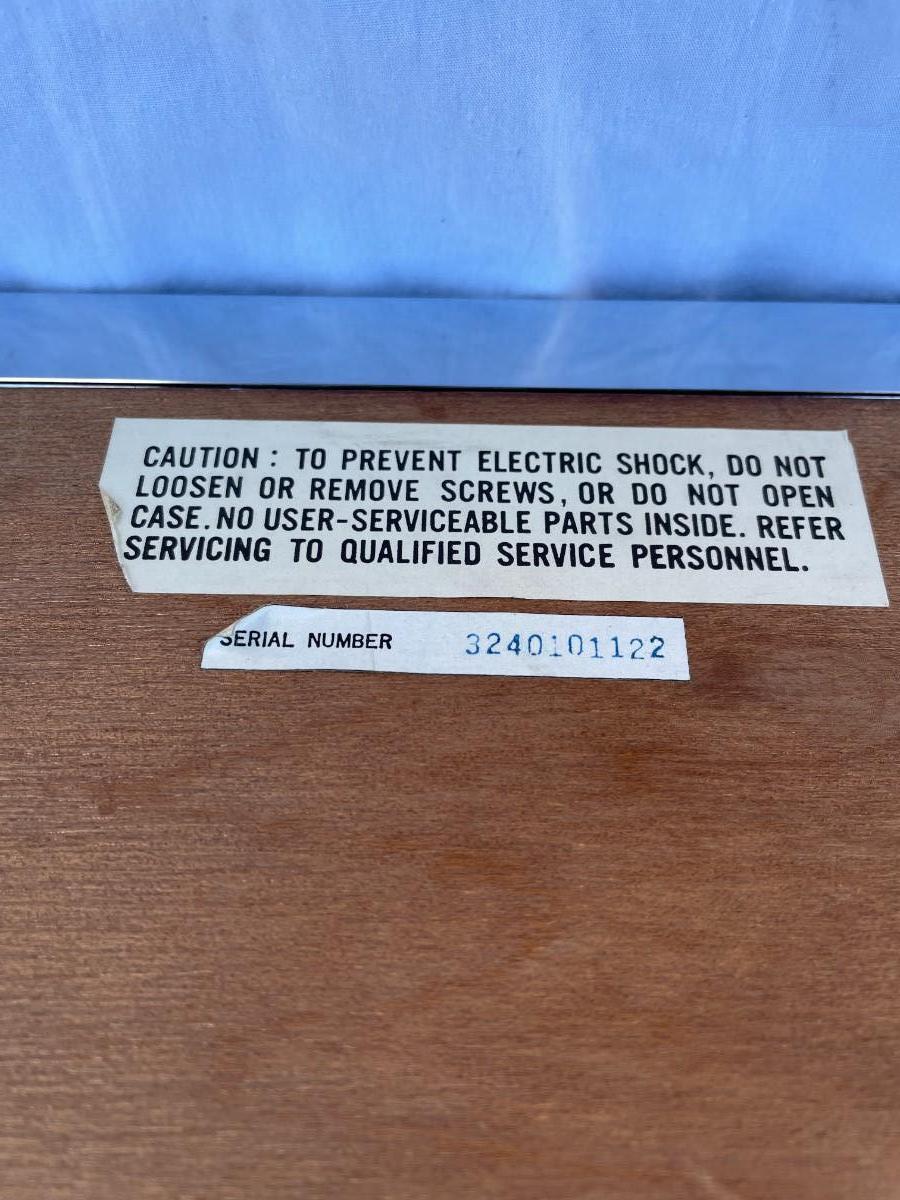 CAUTION : TO PREVENT ELECTRIC SHOCK, DO NOT
LOOSEN OR REMOVE SCREWS, OR DO NOT OPEN
CASE. NO USER-SERVICEABLE PARTS INSIDE. REFER
SERVICING TO QUALIFIED SERVICE PERSONNEL.
SERIAL NUMBER 3240101122